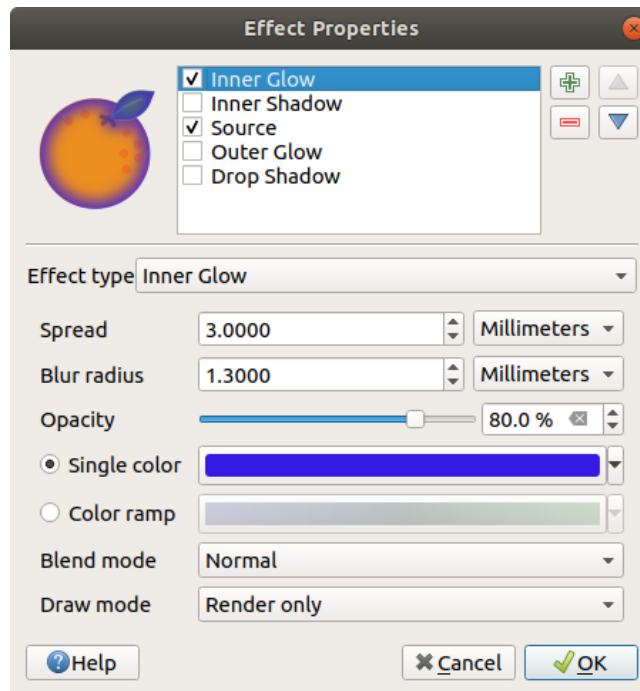 Effect Properties
Inner Glow
Inner Shadow
Source
Outer Glow
Drop Shadow
Effect type Inner Glow
Spread 3.0000 Millimeters
Blur radius 1.3000 Millimeters
Opacity 80.0 %
Single color
Color ramp
Blend mode Normal
Draw mode Render only
Help Cancel OK